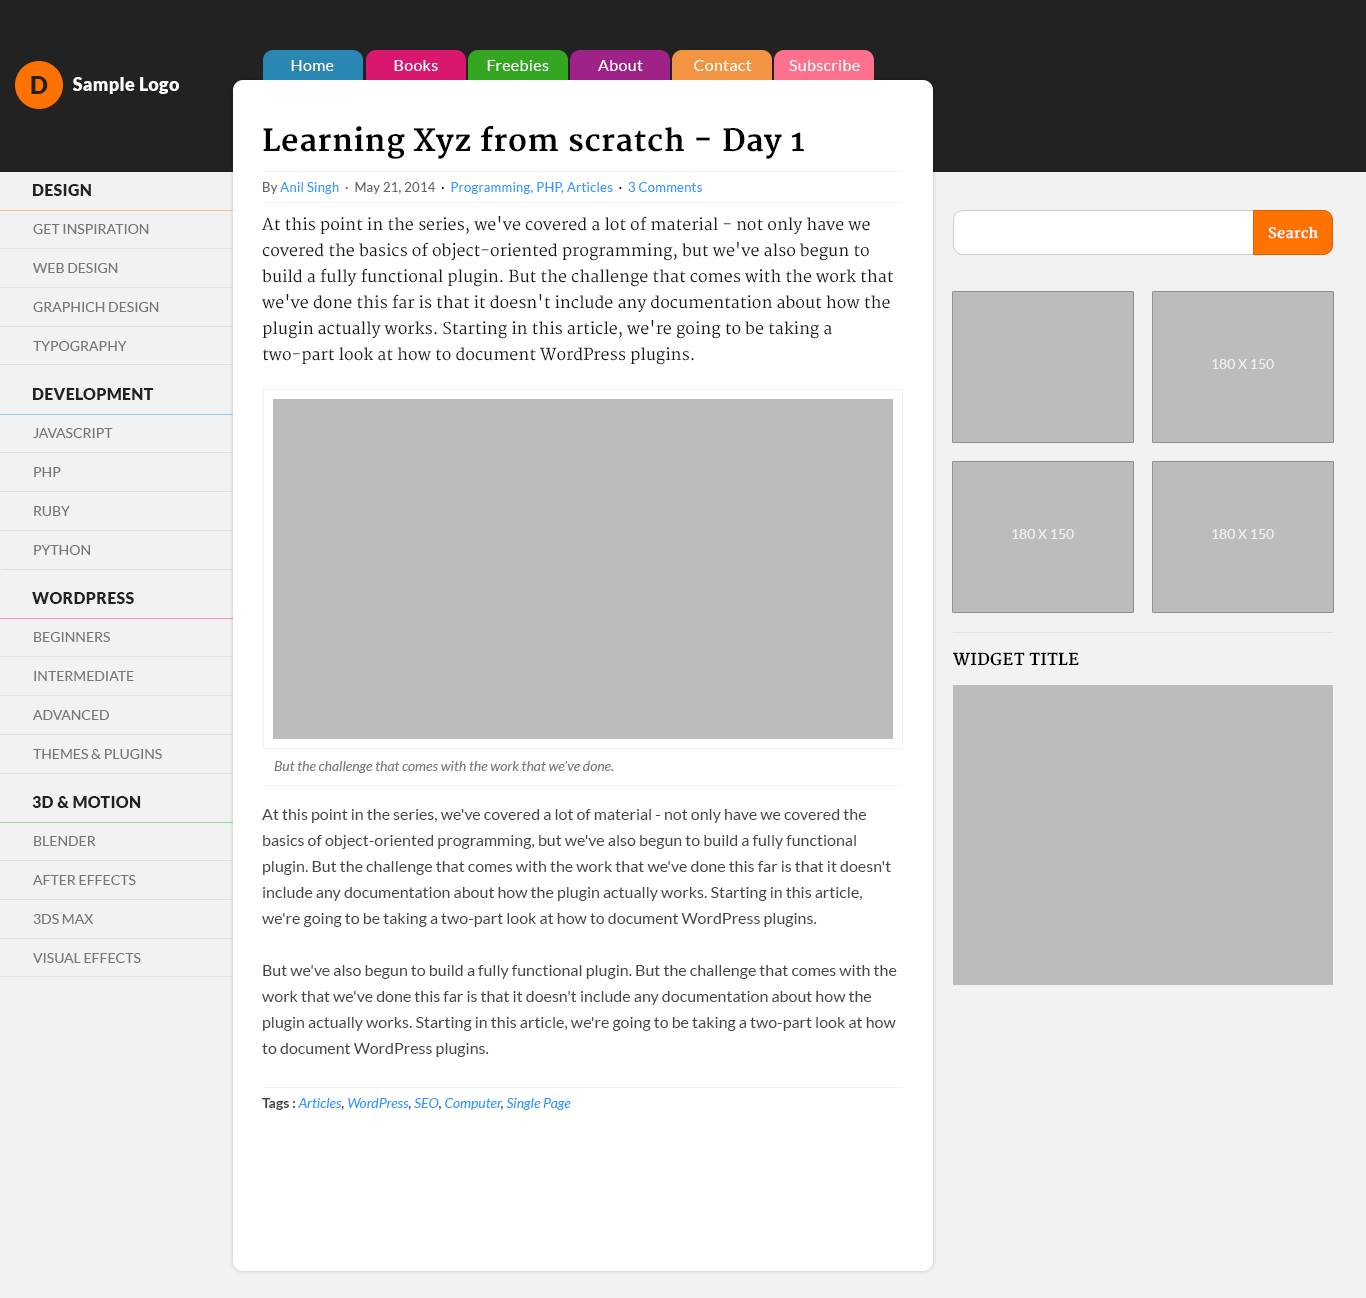 D
Sample Logo
Home
Books
Freebies
About
Contact
Subscribe
DESIGN
GET INSPIRATION
WEB DESIGN
GRAPHICH DESIGN
TYPOGRAPHY
DEVELOPMENT
JAVASCRIPT
PHP
RUBY
PYTHON
WORDPRESS
BEGINNERS
INTERMEDIATE
ADVANCED
THEMES & PLUGINS
3D & MOTION
BLENDER
AFTER EFFECTS
3DS MAX
VISUAL EFFECTS
Learning Xyz from scratch - Day 1
By Anil Singh · May 21, 2014 · Programming, PHP, Articles · 3 Comments
At this point in the series, we've covered a lot of material - not only have we
covered the basics of object-oriented programming, but we've also begun to
build a fully functional plugin. But the challenge that comes with the work that
we've done this far is that it doesn't include any documentation about how the
plugin actually works. Starting in this article, we're going to be taking a
two-part look at how to document WordPress plugins.
But the challenge that comes with the work that we've done.
At this point in the series, we've covered a lot of material - not only have we covered the
basics of object-oriented programming, but we've also begun to build a fully functional
plugin. But the challenge that comes with the work that we've done this far is that it doesn't
include any documentation about how the plugin actually works. Starting in this article,
we're going to be taking a two-part look at how to document WordPress plugins.
But we've also begun to build a fully functional plugin. But the challenge that comes with the
work that we've done this far is that it doesn't include any documentation about how the
plugin actually works. Starting in this article, we're going to be taking a two-part look at how
to document WordPress plugins.
Tags : Articles, WordPress, SEO, Computer, Single Page
Search
180 X 150
180 X 150
180 X 150
WIDGET TITLE